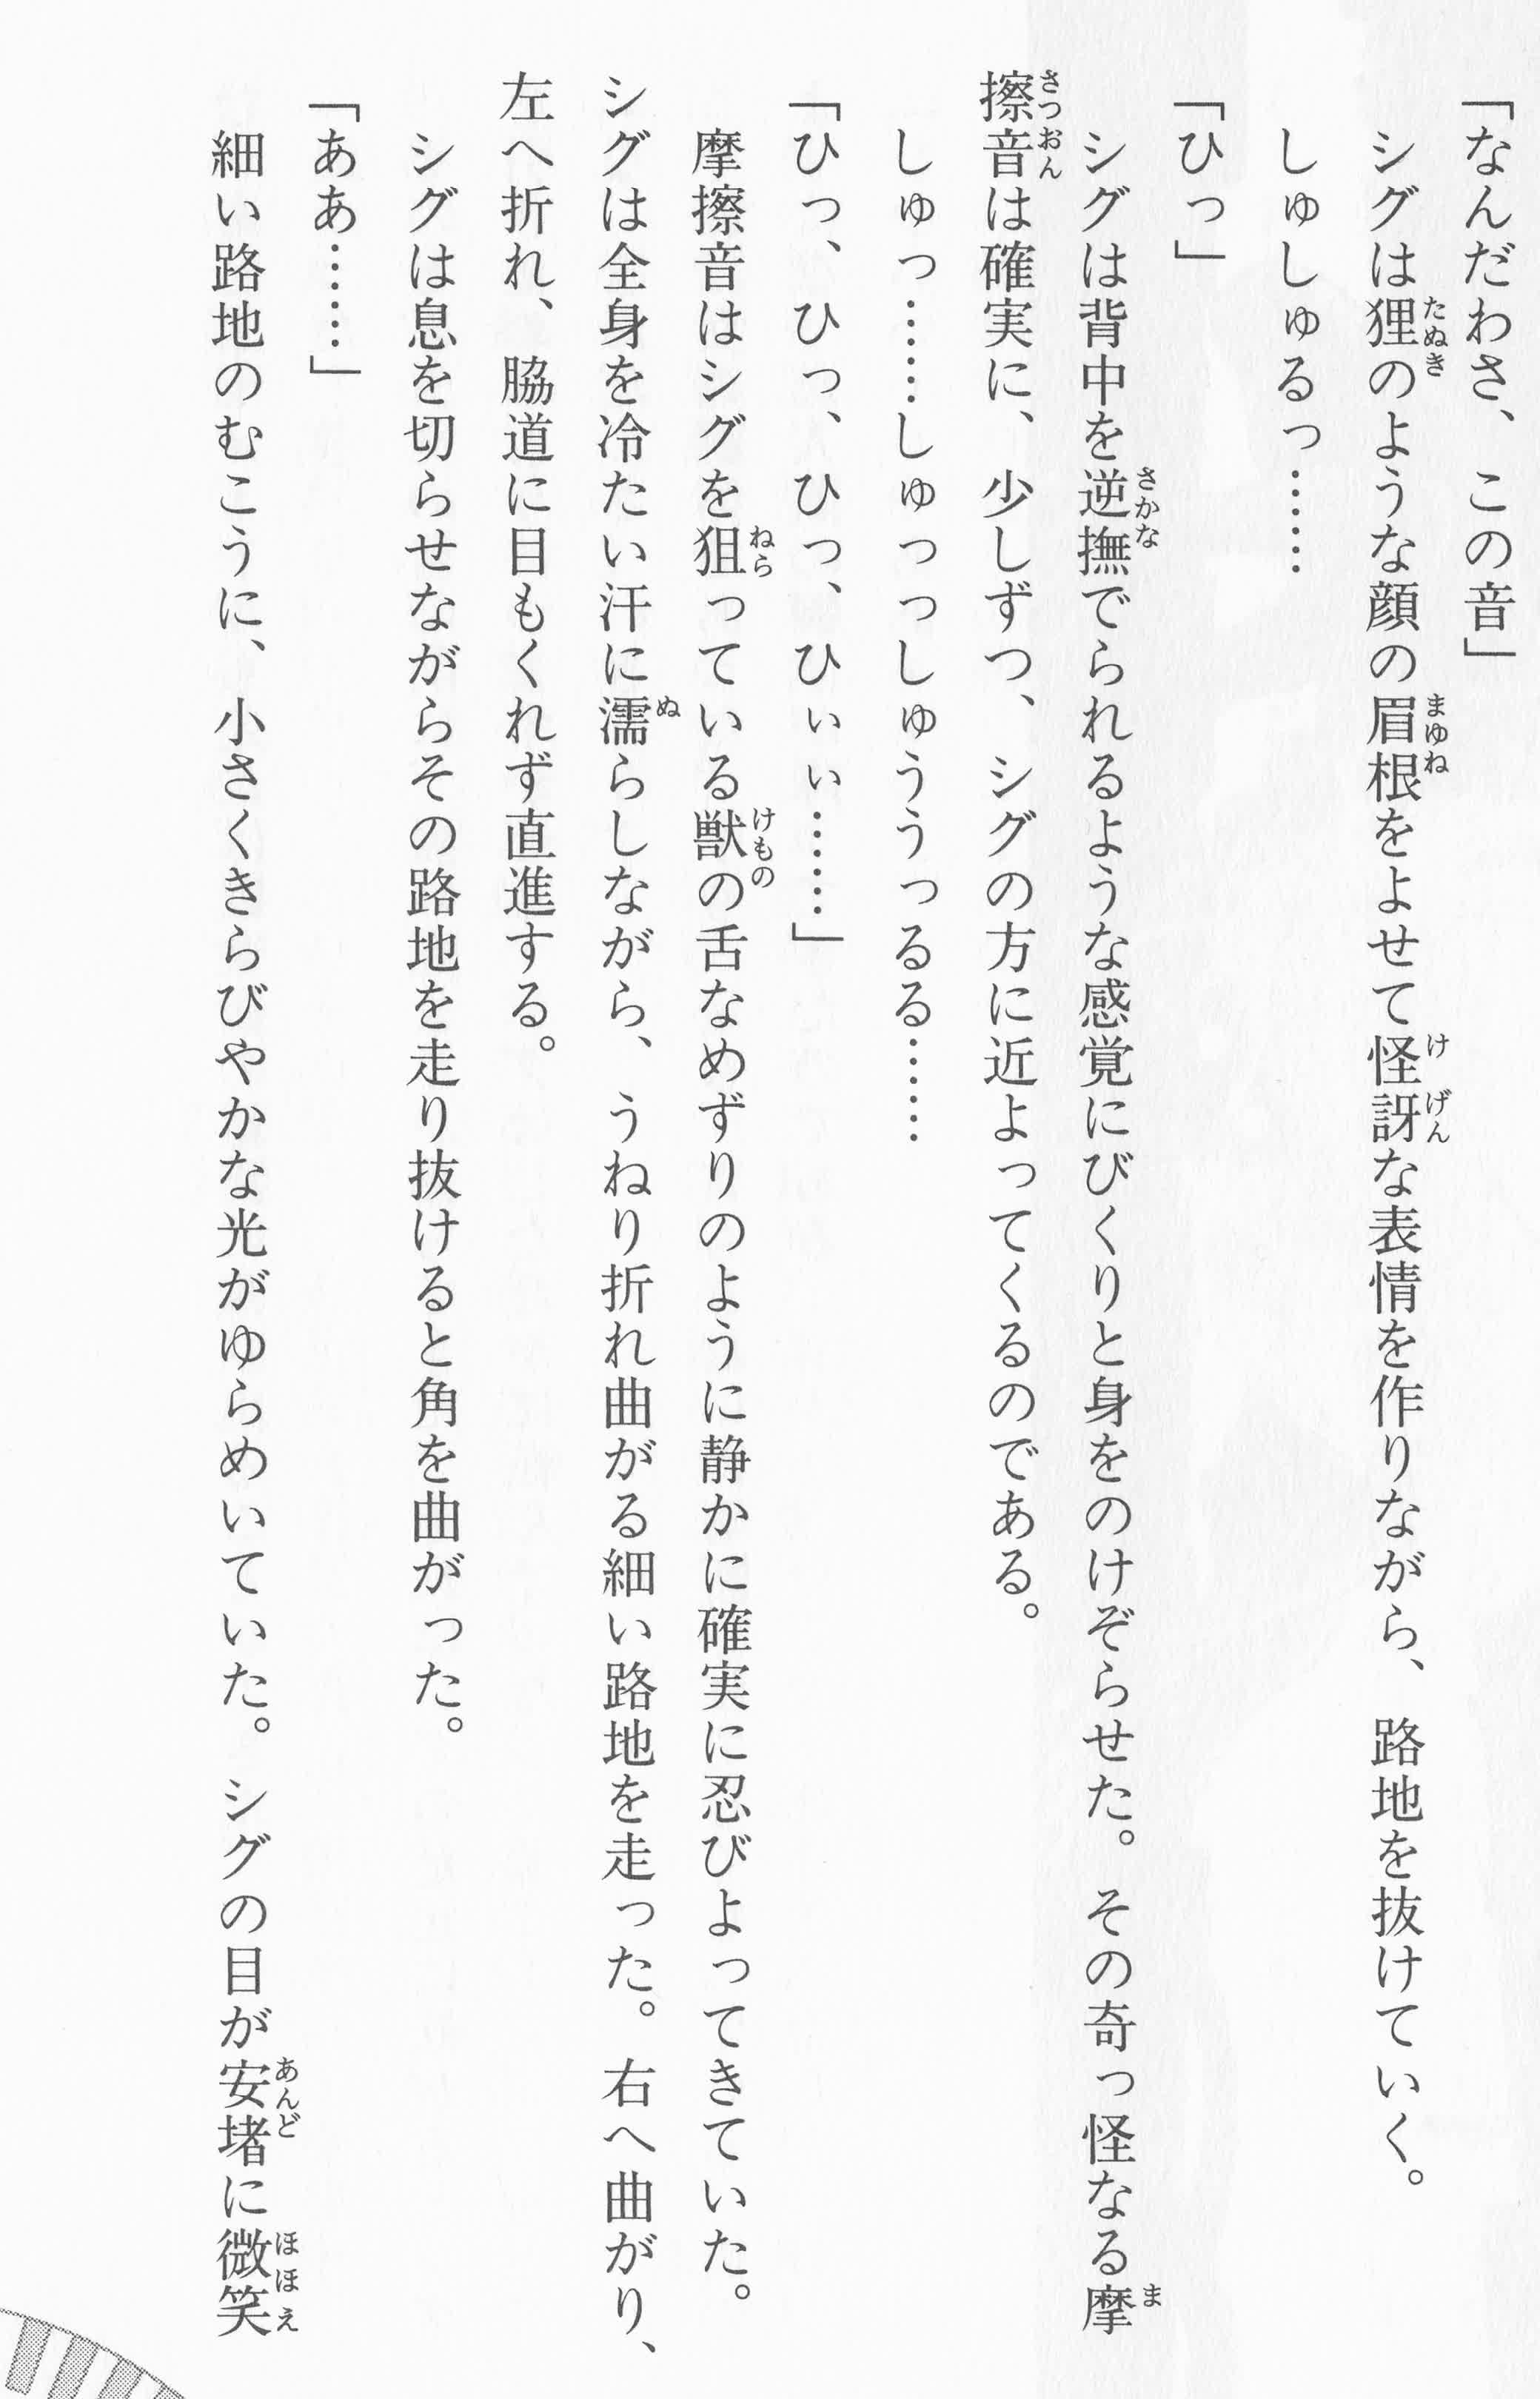 「なんだわさ、この音」
シグは狸のような顔の眉根をよせて怪訝な表情を作りながら、路地を抜けていく。
しゅしゅるっ……
「ひっ」
シグは背中を逆撫でられるような感覚にびくりと身をのけぞらせた。その奇っ怪なる摩
擦音は確実に、少しずつ、シグの方に近よってくるのである。
しゅっ……しゅっっしゅううっるる……
「ひっ、ひっ、ひっ、ひぃぃ……」
摩擦音はシグを狙っている獣の舌なめずりのように静かに確実に忍びよってきていた。
シグは全身を冷たい汗に濡らしながら、うねり折れ曲がる細い路地を走った。右へ曲がり、
左へ折れ、脇道に目もくれず直進する。
シグは息を切らせながらその路地を走り抜けると角を曲がった。
「ああ……」
細い路地のむこうに、小さくきらびやかな光がゆらめいていた。シグの目が安堵に微笑